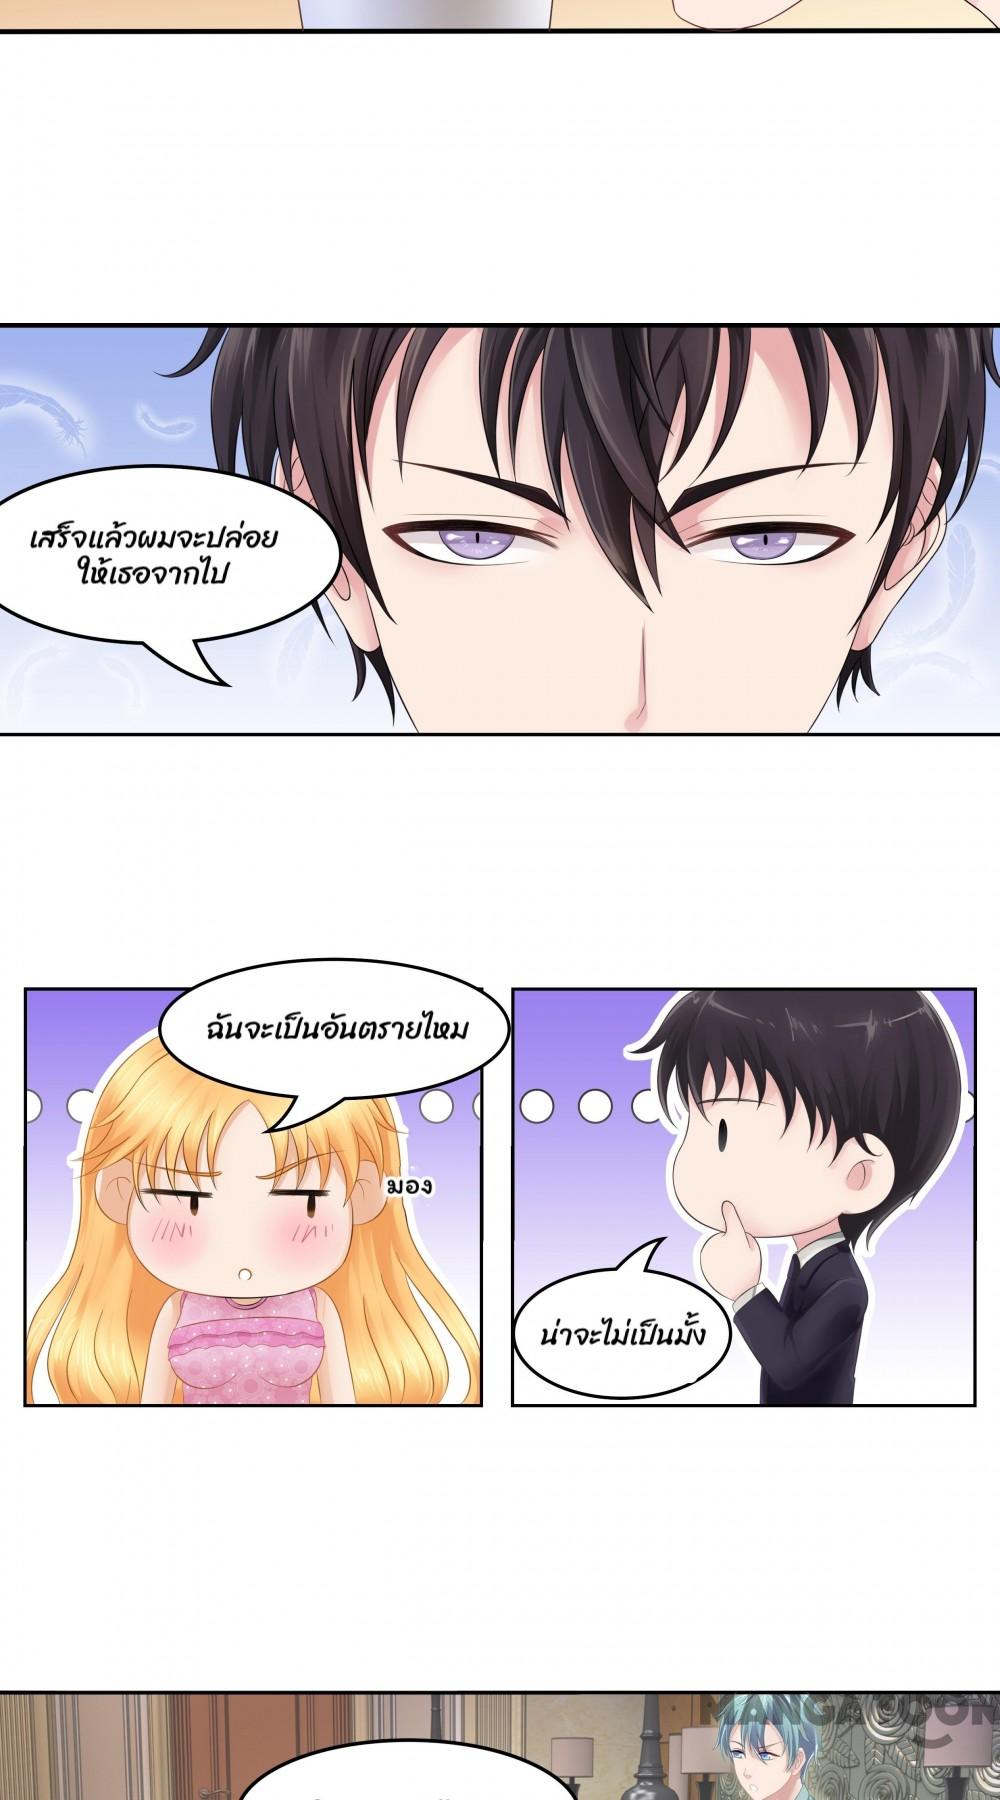 เสร็จแล้วผมจะปล่อย
ให้เธอจากไป
ฉันจะเป็นอันตรายไหม
มอง
น่าจะไม่เป็นมั้ง
MANGATOON